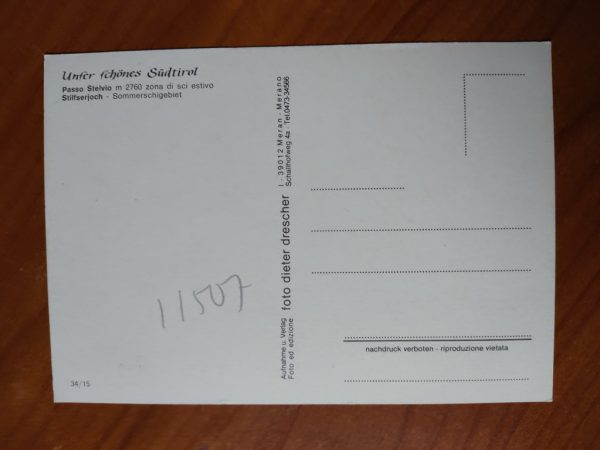 Unser schönes Südtirol
Passo Stelvio m 2760 zona di sci estivo
Stilfserjoch - Sommerschigebiet
11507
34/15
Aufnahme u. Verlag
Foto ed edizione
foto dieter drescher
I - 39012 Meran - Merano
Schallhofweg 4a · Tel.0473-34566
nachdruck verboten - riproduzione vietata